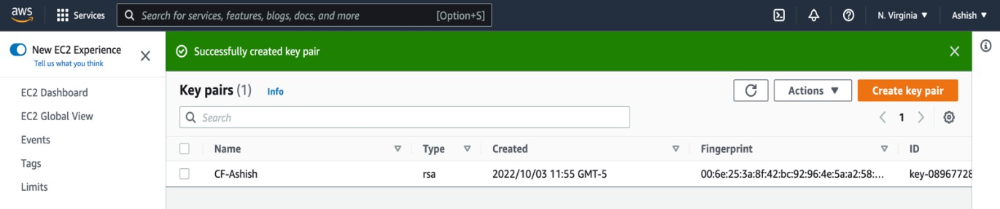 aws Services Search for services, features, blogs, docs, and more [Option+S] N. Virginia ▼ Ashish ▼
New EC2 Experience
Tell us what you think
EC2 Dashboard
EC2 Global View
Events
Tags
Limits
Successfully created key pair
Key pairs (1) Info Actions ▼ Create key pair
Search 1
Name Type Created Fingerprint ID
CF-Ashish rsa 2022/10/03 11:55 GMT-5 00:6e:25:3a:8f:42:bc:92:96:4e:5a:a2:58:... key-08967728